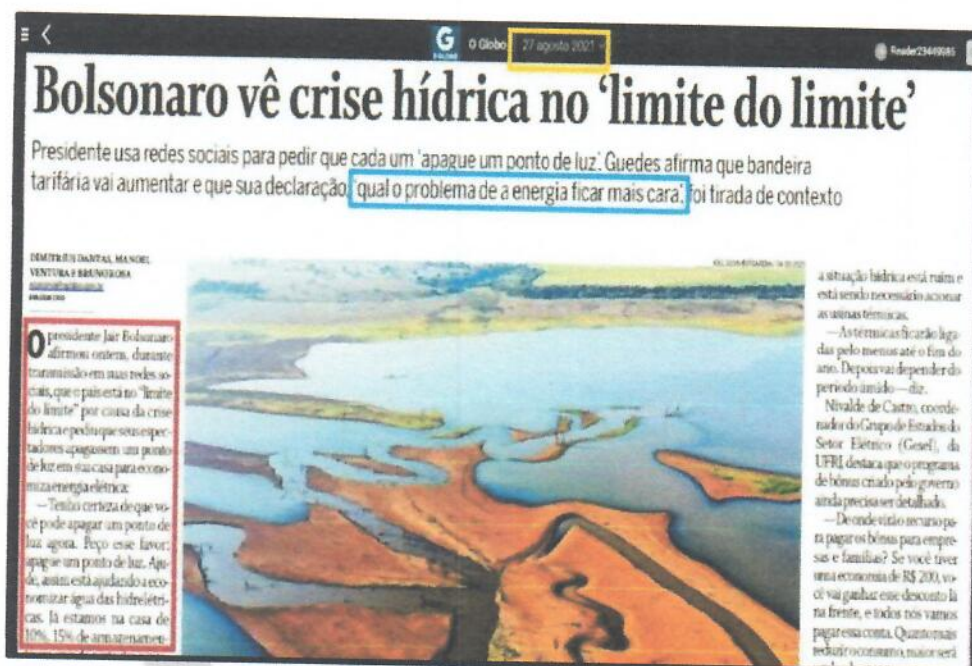 G O Globo 27 agosto 2021
Reader23449985
Bolsonaro vê crise hídrica no ‘limite do limite’
Presidente usa redes sociais para pedir que cada um ‘apague um ponto de luz’. Guedes afirma que bandeira
tarifária vai aumentar e que sua declaração, ‘qual o problema de a energia ficar mais cara’, foi tirada de contexto
DIMITRIUS DANTAS, MANOEL
VENTURA E BRUNO ROSA
O presidente Jair Bolsonaro
afirmou ontem, durante
transmissão em suas redes so-
ciais, que o país está no “limite
do limite” por causa da crise
hídrica e pediu que seus espec-
tadores apagassem um ponto
de luz em sua casa para econo-
mizar energia elétrica:
— Tenho certeza de que vo-
cê pode apagar um ponto de
luz agora. Peço esse favor:
apague um ponto de luz. Aju-
de, assim está ajudando a eco-
nomizar água das hidrelétri-
cas. Já estamos na casa de
10%, 15% de armazenamen-
a situação hídrica está ruim e
está sendo necessário acionar
as usinas térmicas.
— As térmicas ficarão liga-
das pelo menos até o fim do
ano. Depois vai depender do
período úmido — diz.
Nivalde de Castro, coorde-
nador do Grupo de Estudos do
Setor Elétrico (Gesel), da
UFRJ, destaca que o programa
de bônus criado pelo governo
ainda precisa ser detalhado.
— De onde virão recurso pa-
ra pagar os bônus para empre-
sas e famílias? Se você tiver
uma economia de R$ 200, vo-
cê vai ganhar esse desconto lá
na frente, e todos nós vamos
pagar essa conta. Quanto mais
reduzir o consumo, maior será